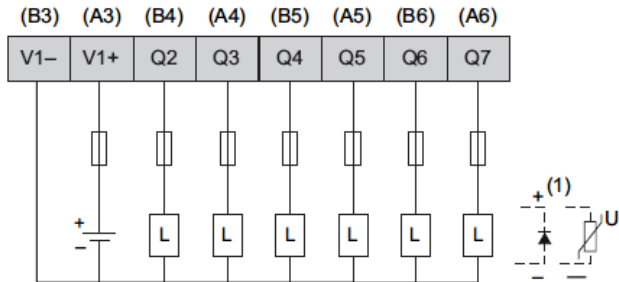 (B3) (A3) (B4) (A4) (B5) (A5) (B6) (A6)
V1– V1+ Q2 Q3 Q4 Q5 Q6 Q7
+ (1)
+ U
– L L L L L L
– —